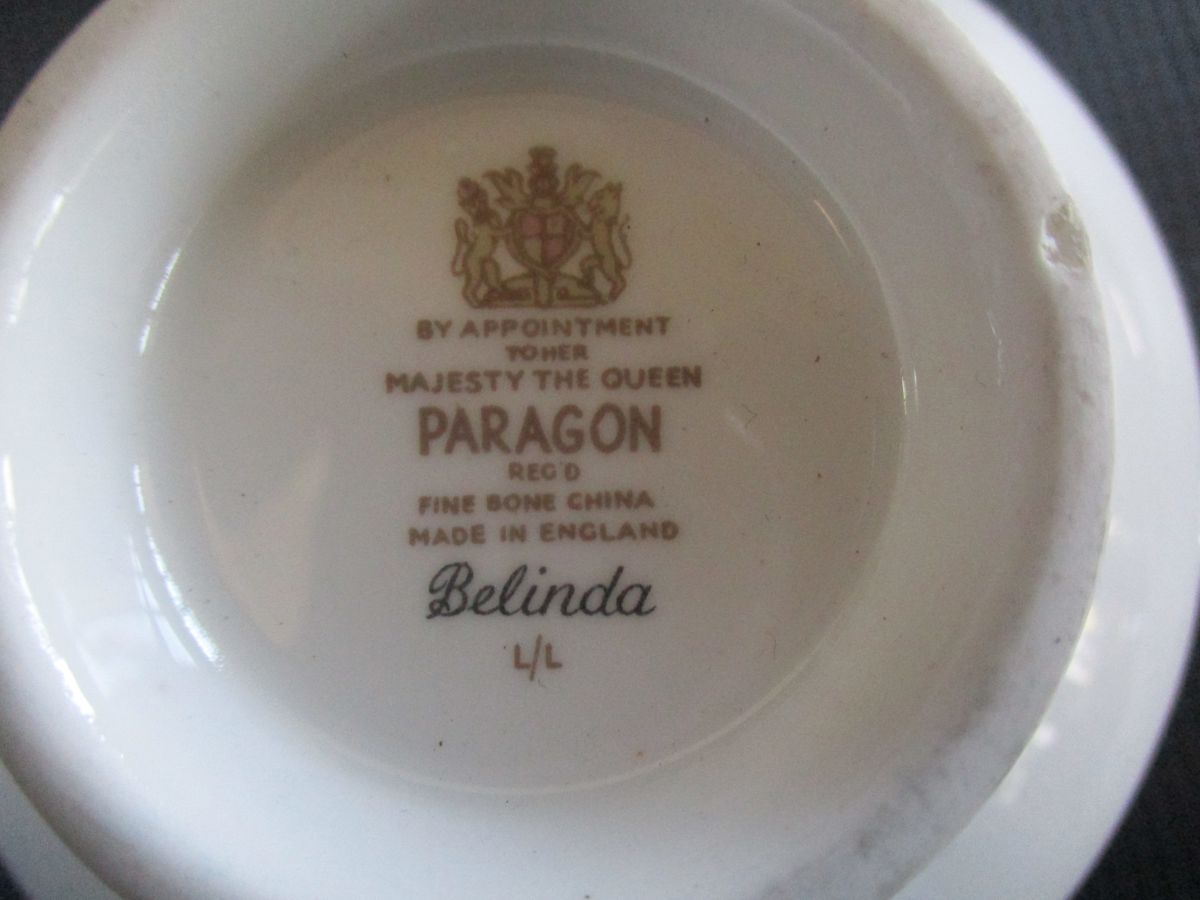 BY APPOINTMENT
TO HER
MAJESTY THE QUEEN
PARAGON
REG'D
FINE BONE CHINA
MADE IN ENGLAND
Belinda
L/L